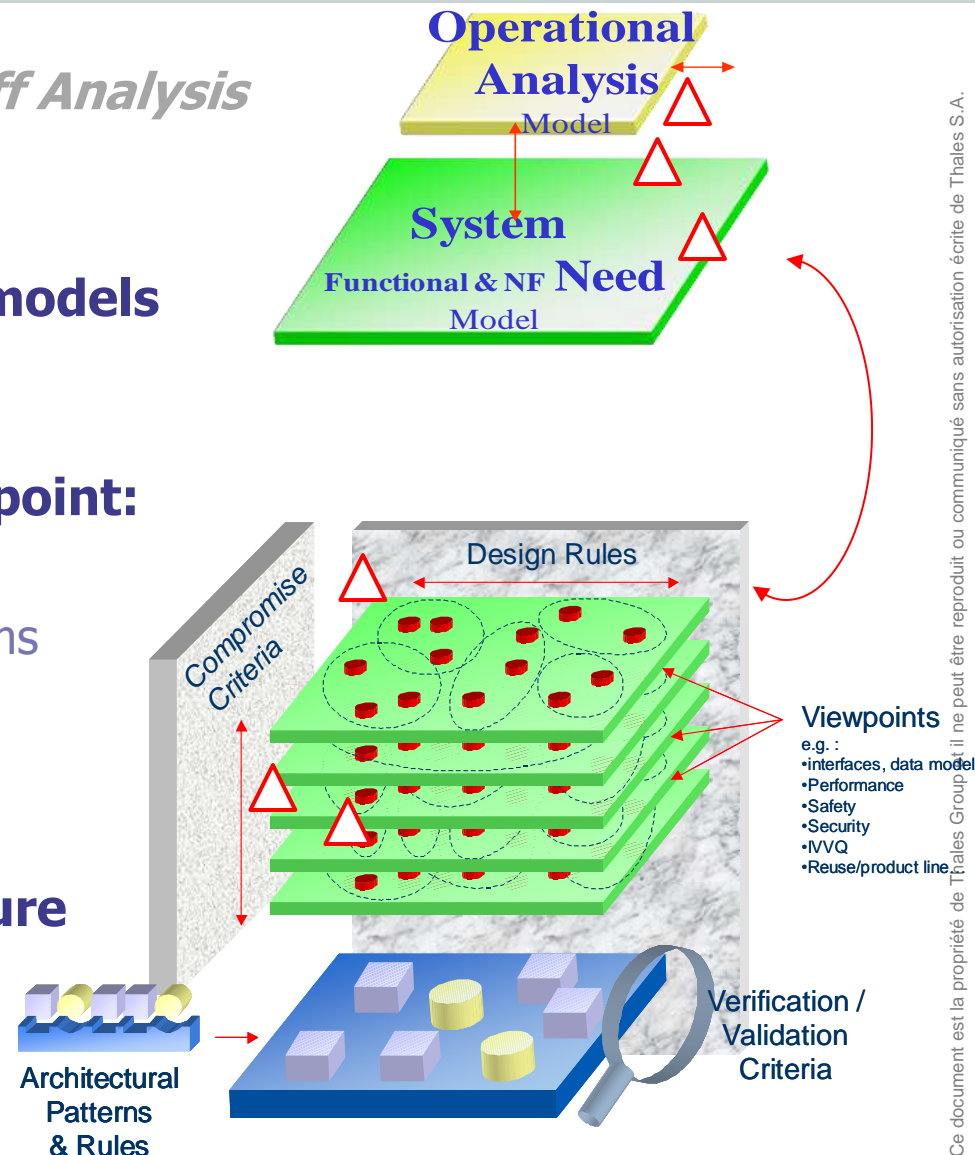 ff Analysis
Operational
Analysis
Model
System
Functional & NF Need
Model
models
point:
ns
ure
Design Rules
Compromise
Criteria
Viewpoints
e.g. :
•interfaces, data model
•Performance
•Safety
•Security
•IVVQ
•Reuse/product line...
Verification /
Validation
Criteria
Architectural
Patterns
& Rules
Ce document est la propriété de Thales Group et il ne peut être reproduit ou communiqué sans autorisation écrite de Thales S.A.